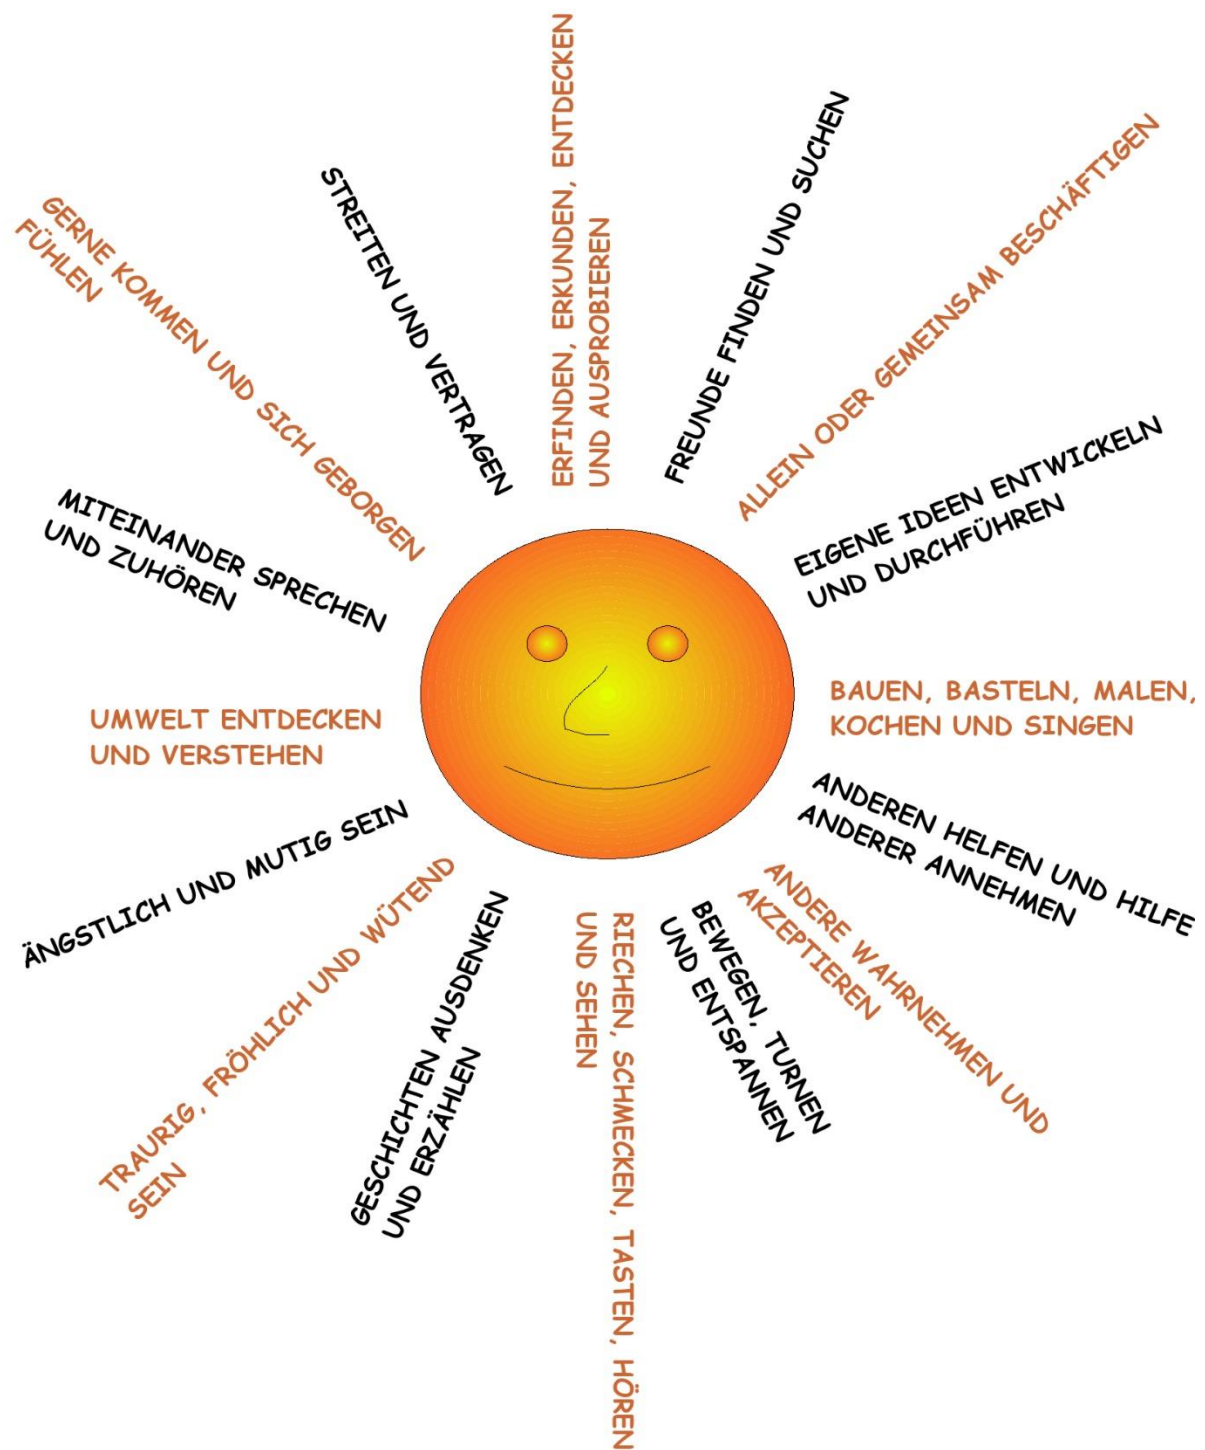 ERFINDEN, ERKUNDEN, ENTDECKEN
UND AUSPROBIEREN
FREUNDE FINDEN UND SUCHEN
ALLEIN ODER GEMEINSAM BESCHÄFTIGEN
EIGENE IDEEN ENTWICKELN
UND DURCHFÜHREN
BAUEN, BASTELN, MALEN,
KOCHEN UND SINGEN
ANDEREN HELFEN UND HILFE
ANDERER ANNEHMEN
ANDERE WAHRNEHMEN UND
AKZEPTIEREN
BEWEGEN, TURNEN
UND ENTSPANNEN
RIECHEN, SCHMECKEN, TASTEN, HÖREN
UND SEHEN
GESCHICHTEN AUSDENKEN
UND ERZÄHLEN
TRAURIG, FRÖHLICH UND WÜTEND
SEIN
ÄNGSTLICH UND MUTIG SEIN
UMWELT ENTDECKEN
UND VERSTEHEN
MITEINANDER SPRECHEN
UND ZUHÖREN
GERNE KOMMEN UND SICH GEBORGEN
FÜHLEN
STREITEN UND VERTRAGEN